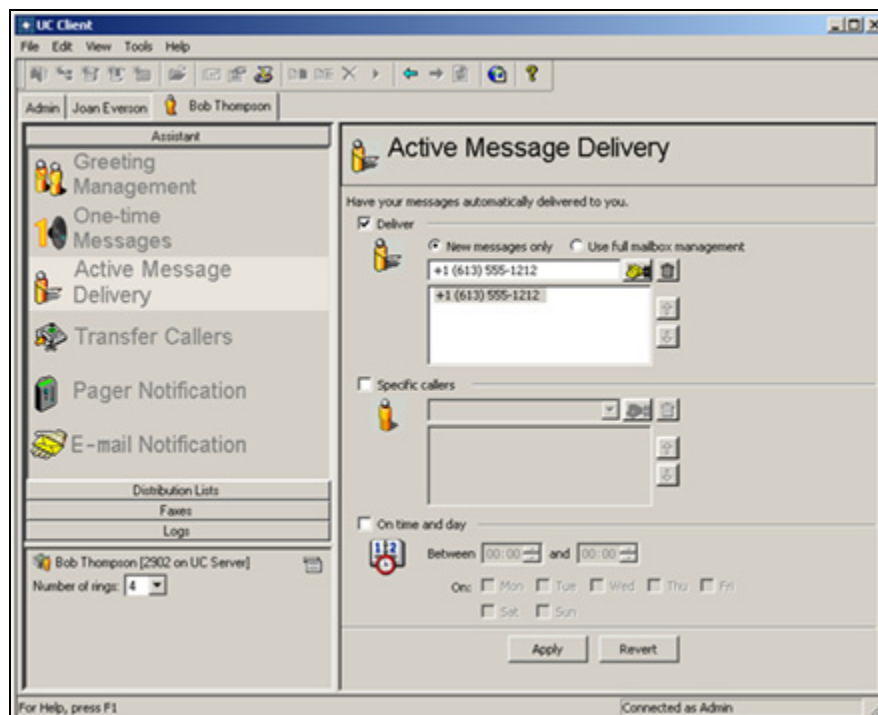 UC Client
File Edit View Tools Help
Admin Joan Everson Bob Thompson
Assistant
Greeting
Management
One-time
Messages
Active Message
Delivery
Transfer Callers
Pager Notification
E-mail Notification
Distribution Lists
Faxes
Logs
Bob Thompson [2902 on UC Server]
Number of rings: 4
Active Message Delivery
Have your messages automatically delivered to you.
Deliver
New messages only Use full mailbox management
+1 (613) 555-1212
+1 (613) 555-1212
Specific callers
On time and day
12
Between 00:00 and 00:00
On: Mon Tue Wed Thu Fri
Sat Sun
Apply Revert
For Help, press F1 Connected as Admin